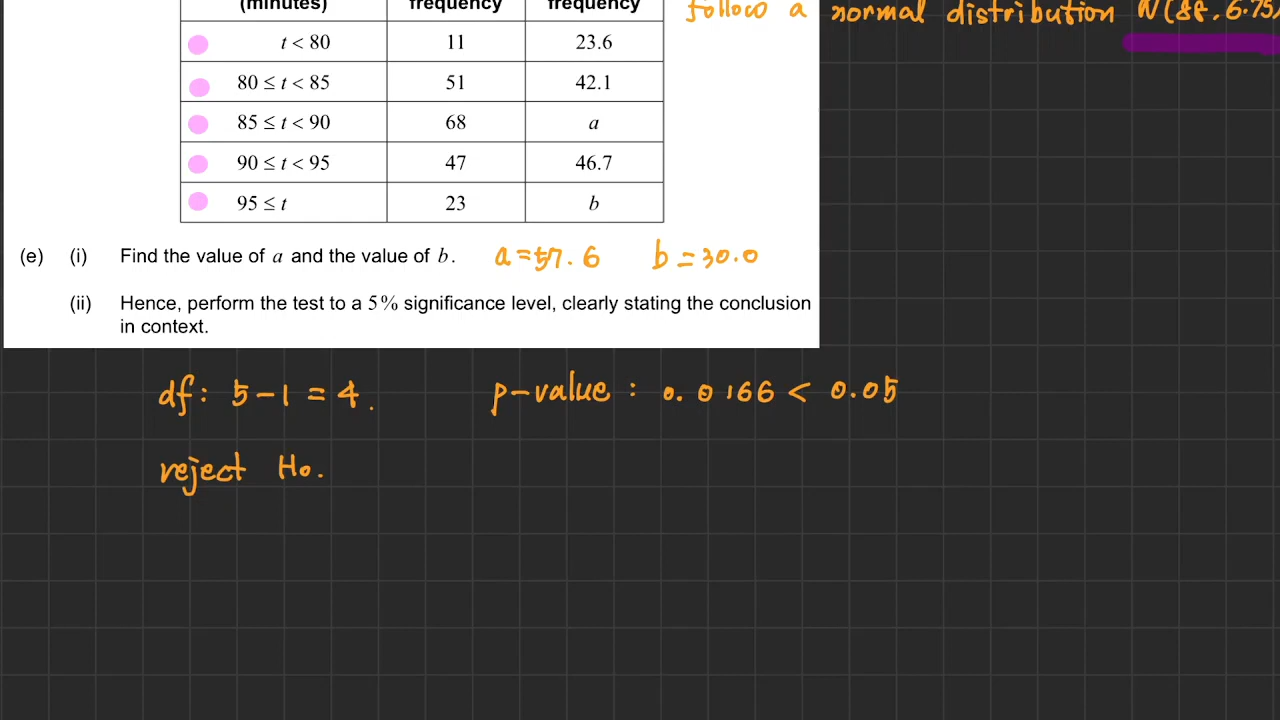 (minutes) frequency frequency
follow a normal distribution N(88, 6.75
t < 80 11 23.6
80 ≤ t < 85 51 42.1
85 ≤ t < 90 68 a
90 ≤ t < 95 47 46.7
95 ≤ t 23 b
(e) (i) Find the value of a and the value of b. a = 57.6 b = 30.0
(ii) Hence, perform the test to a 5% significance level, clearly stating the conclusion
in context.
df: 5 - 1 = 4. p-value: 0.0166 < 0.05
reject H₀.